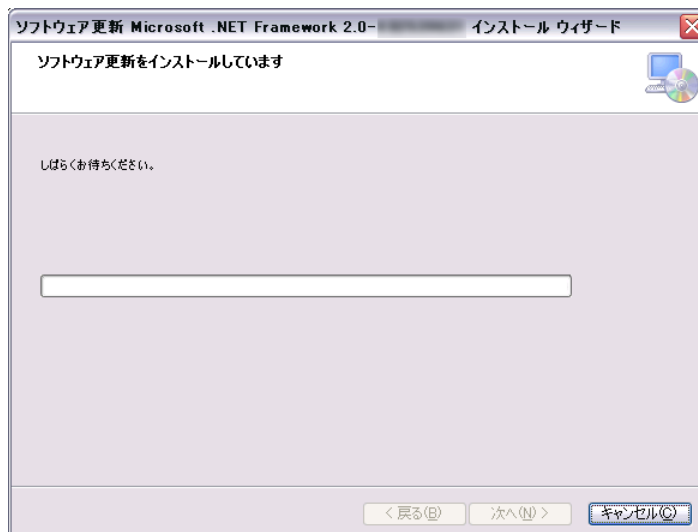 ソフトウェア更新 Microsoft .NET Framework 2.0- インストール ウィザード
ソフトウェア更新をインストールしています
しばらくお待ちください。
< 戻る(B) 次へ(N) > キャンセル(C)